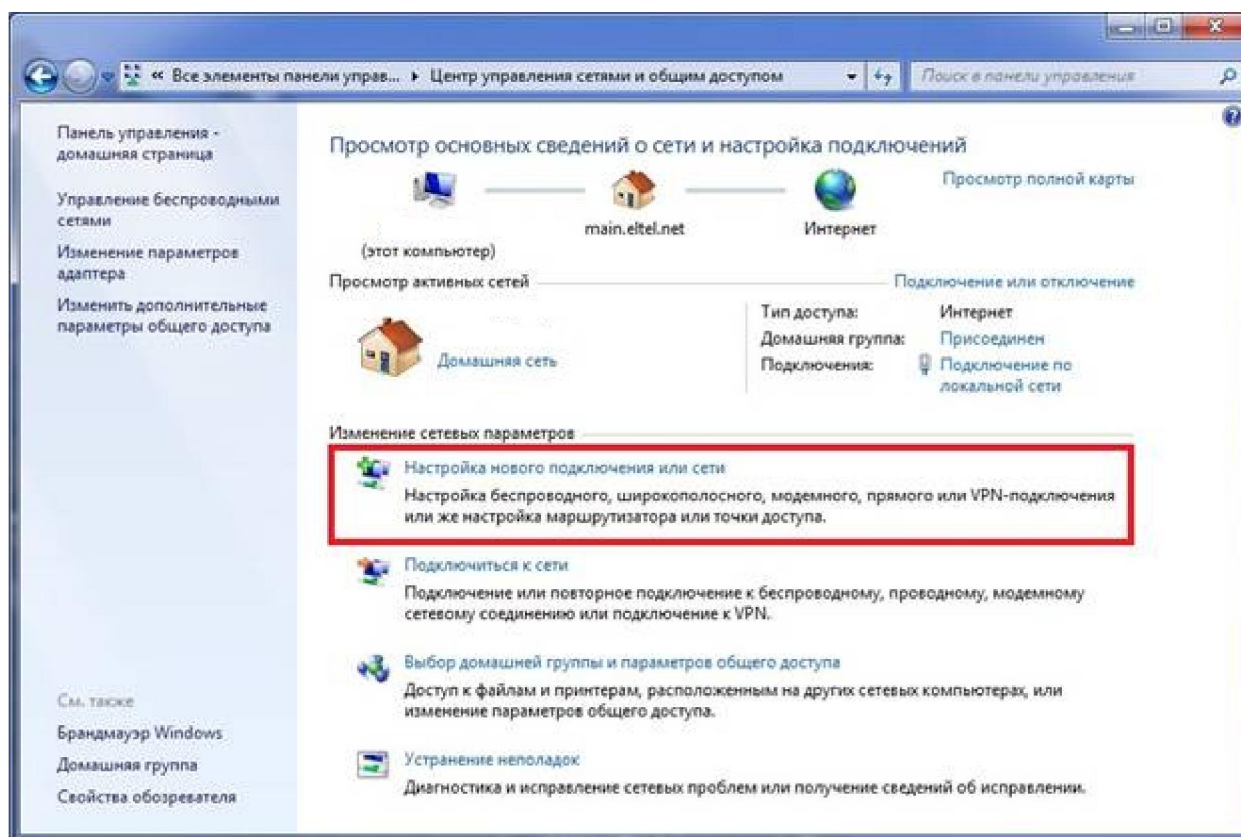 « Все элементы панели управ... ▸ Центр управления сетями и общим доступом
Поиск в панели управления
Панель управления -
домашняя страница
Управление беспроводными
сетями
Изменение параметров
адаптера
Изменить дополнительные
параметры общего доступа
См. также
Брандмауэр Windows
Домашняя группа
Свойства обозревателя
Просмотр основных сведений о сети и настройка подключений
Просмотр полной карты
(этот компьютер)
main.eltel.net
Интернет
Просмотр активных сетей
Подключение или отключение
Домашняя сеть
Тип доступа: Интернет
Домашняя группа: Присоединен
Подключения: Подключение по
локальной сети
Изменение сетевых параметров
Настройка нового подключения или сети
Настройка беспроводного, широкополосного, модемного, прямого или VPN-подключения
или же настройка маршрутизатора или точки доступа.
Подключиться к сети
Подключение или повторное подключение к беспроводному, проводному, модемному
сетевому соединению или подключение к VPN.
Выбор домашней группы и параметров общего доступа
Доступ к файлам и принтерам, расположенным на других сетевых компьютерах, или
изменение параметров общего доступа.
Устранение неполадок
Диагностика и исправление сетевых проблем или получение сведений об исправлении.